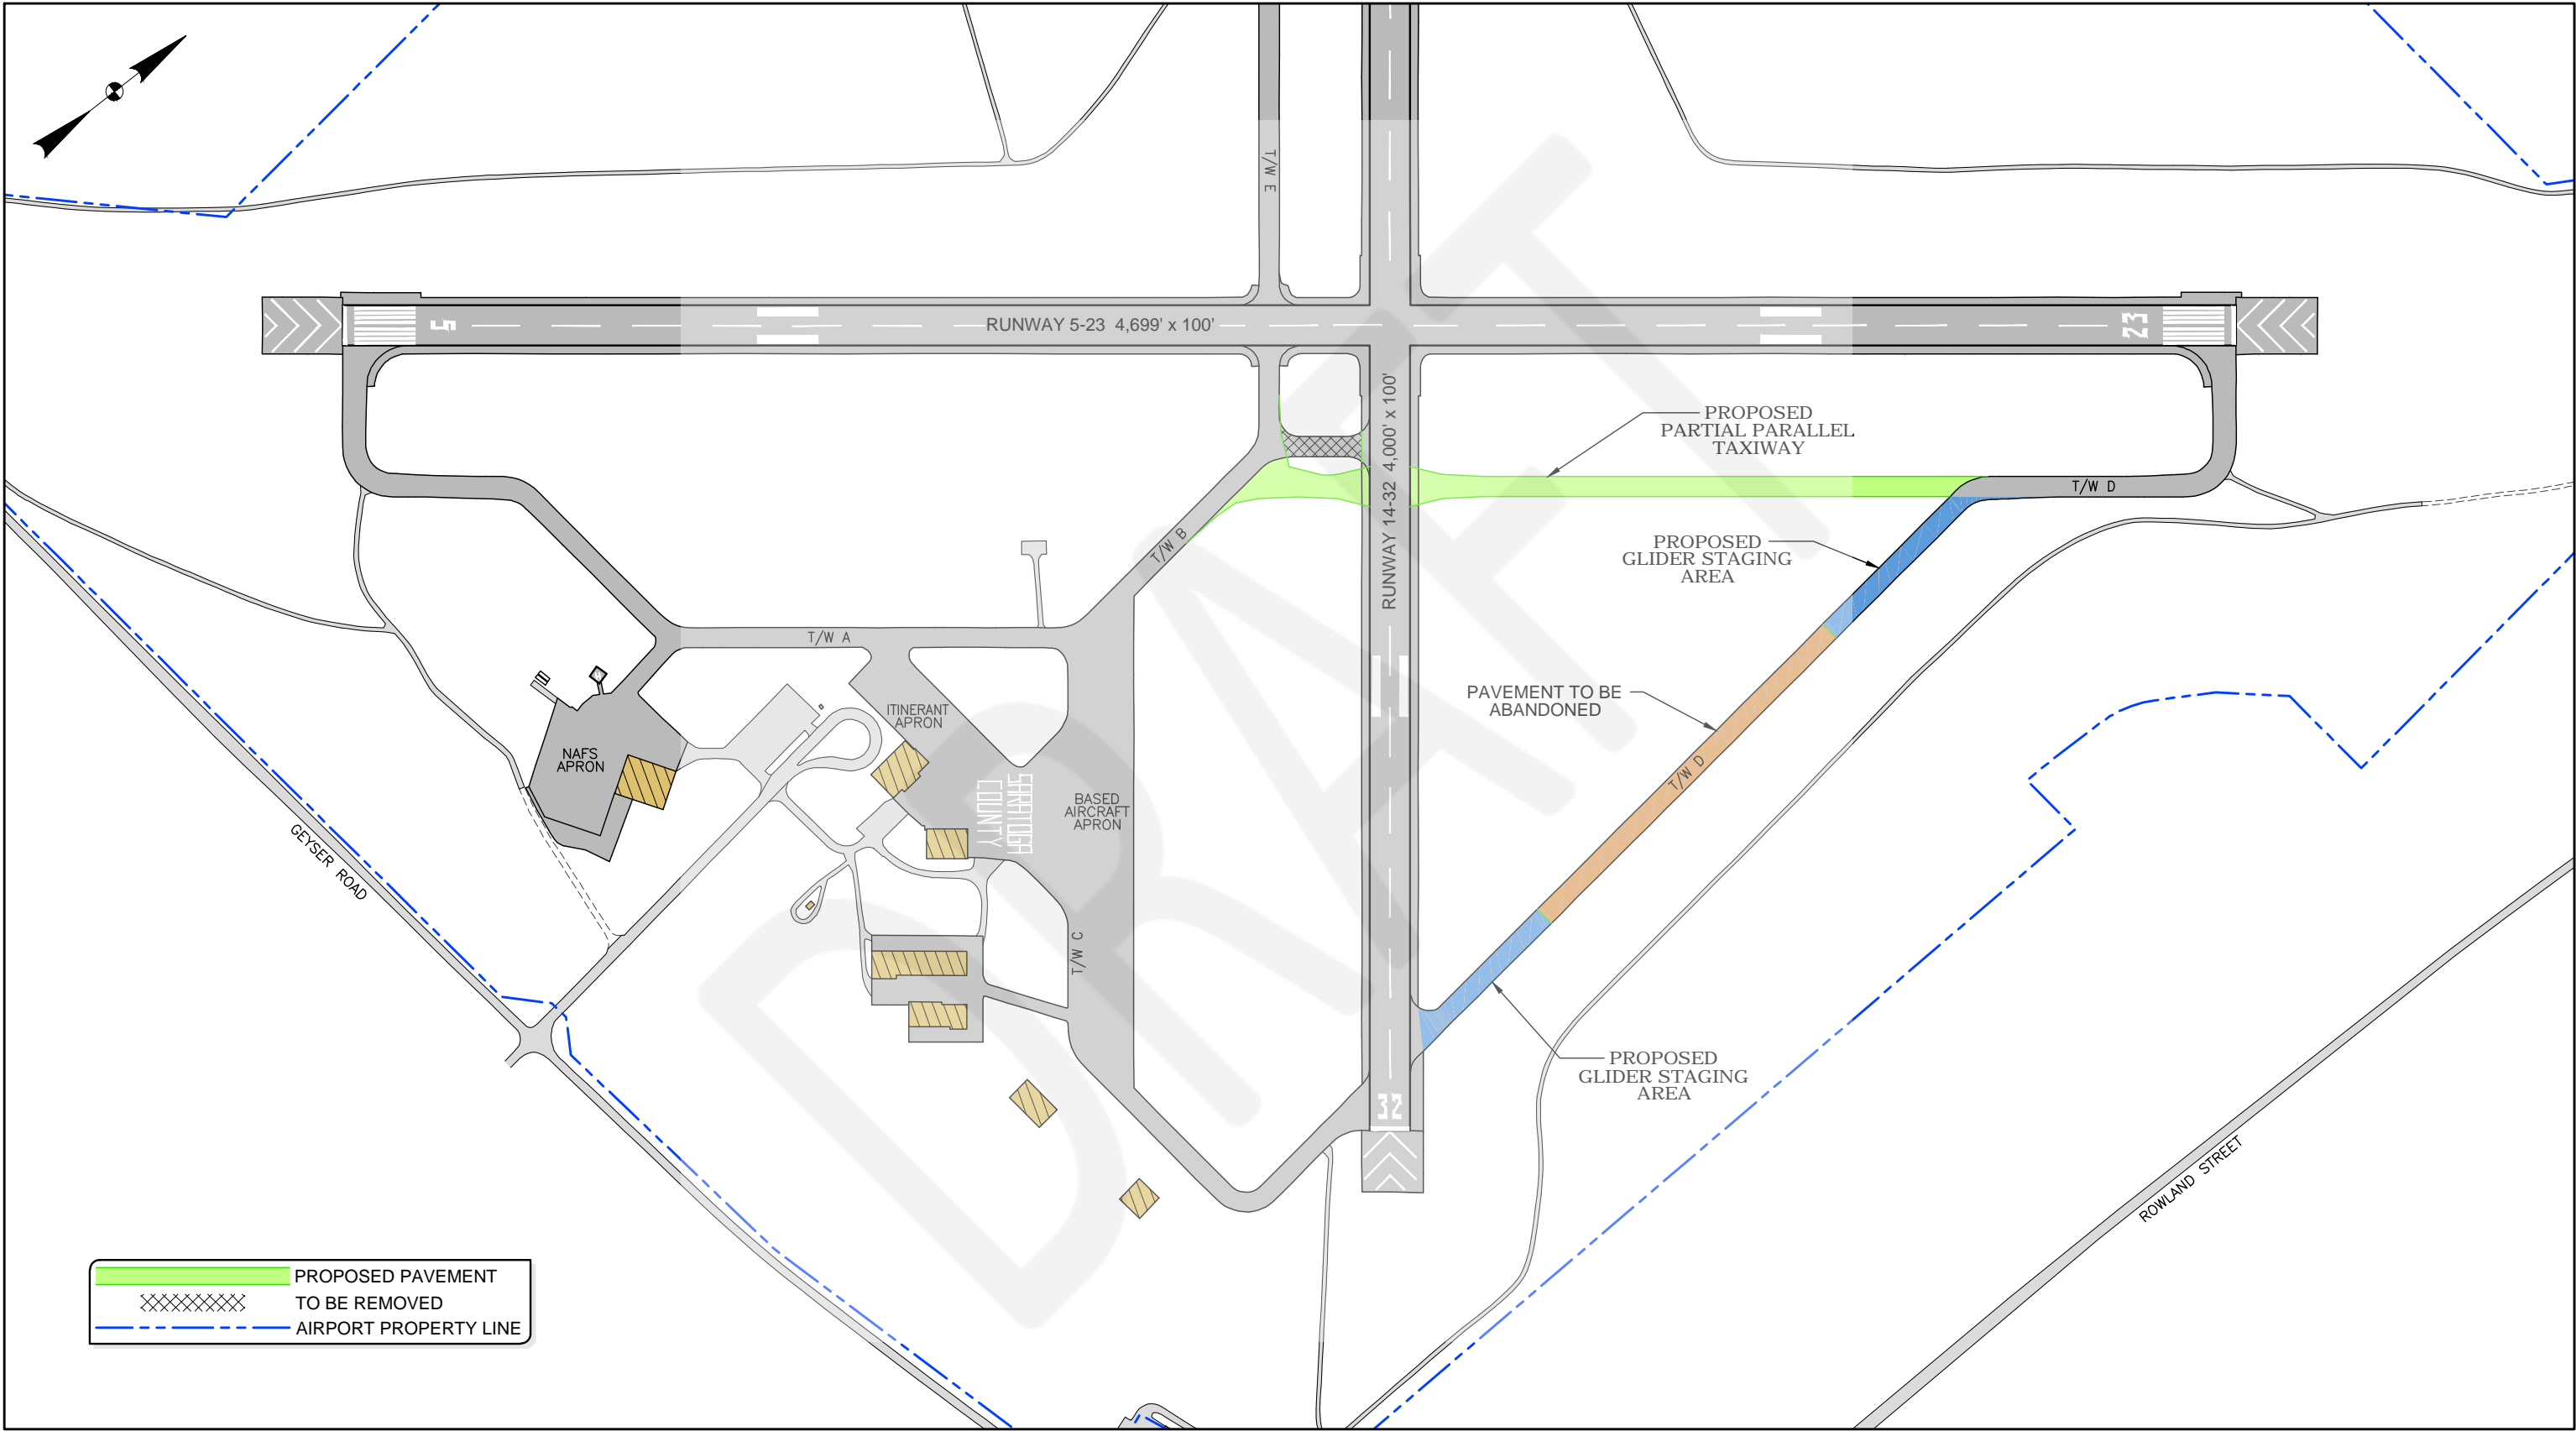 T/W E
5
RUNWAY 5-23 4,699' x 100'
23
RUNWAY 14-32 4,000' x 100'
PROPOSED
PARTIAL PARALLEL
TAXIWAY
T/W D
T/W B
PROPOSED
GLIDER STAGING
AREA
T/W A
PAVEMENT TO BE
ABANDONED
ITINERANT
APRON
NAFS
APRON
T/W D
SARATOGA
COUNTY
BASED
AIRCRAFT
APRON
GEYSER ROAD
T/W C
PROPOSED
GLIDER STAGING
AREA
32
ROWLAND STREET
DRAFT
PROPOSED PAVEMENT
TO BE REMOVED
AIRPORT PROPERTY LINE